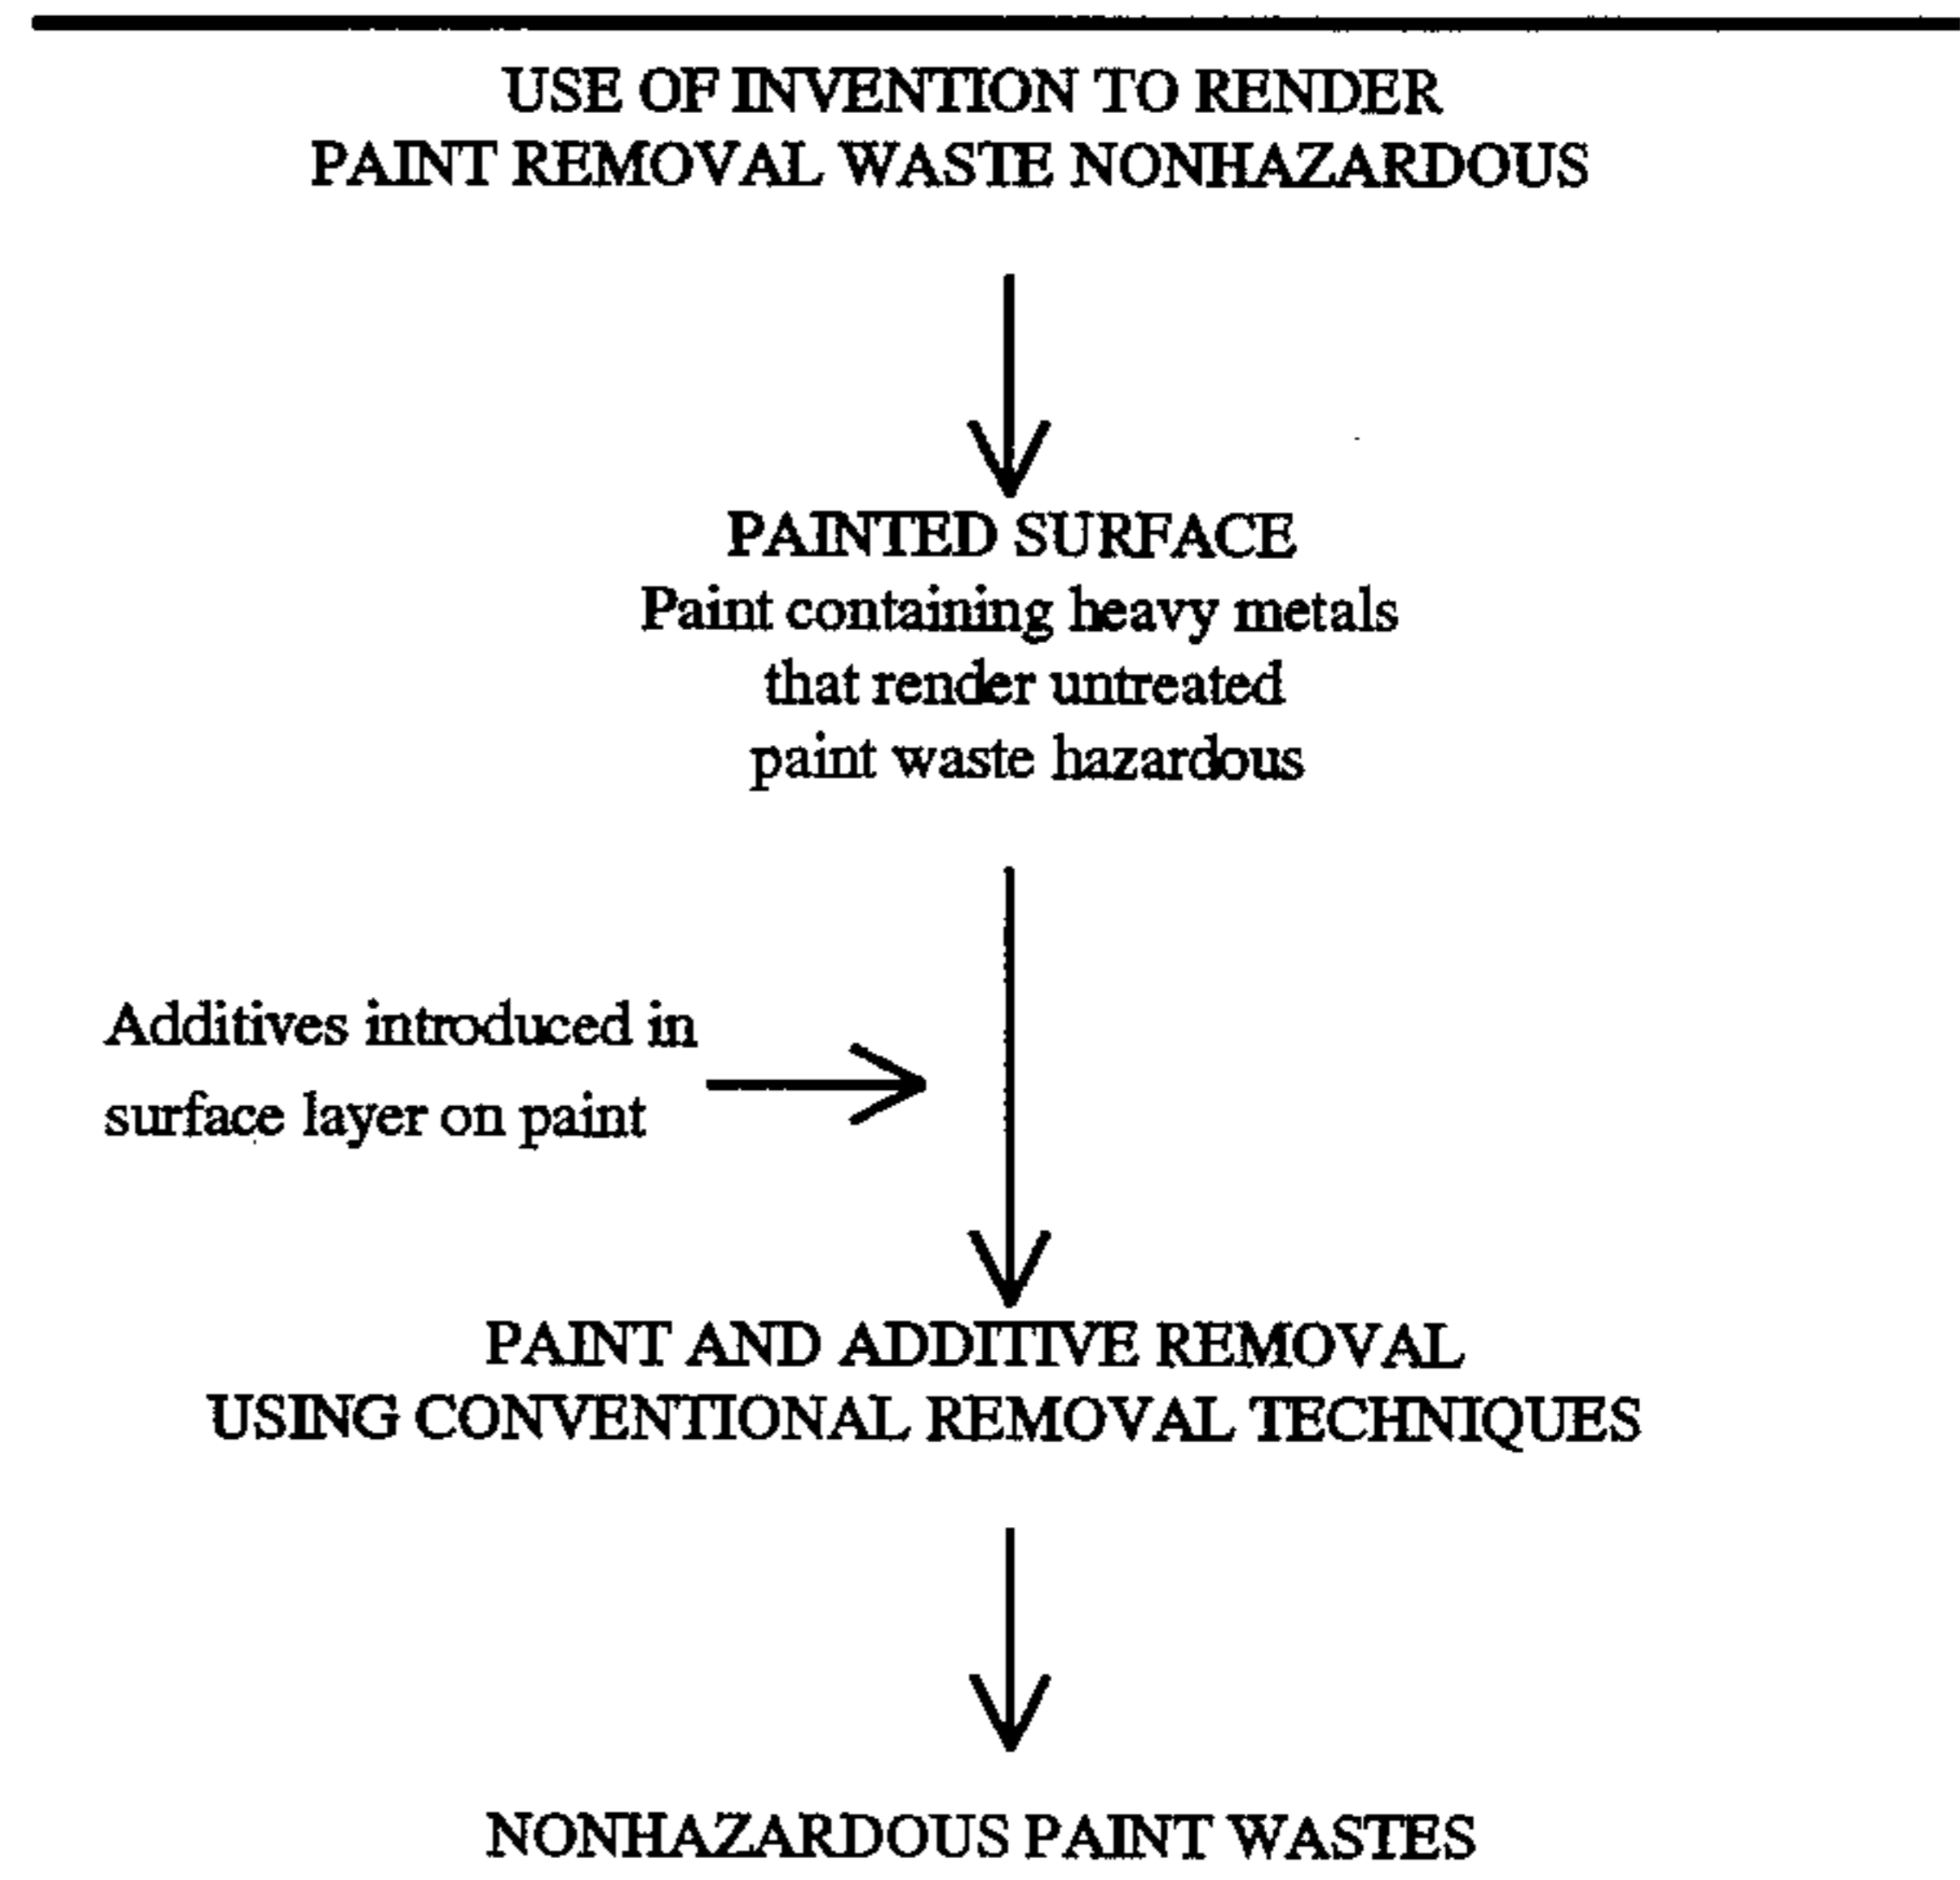 USE OF INVENTION TO RENDER
PAINT REMOVAL WASTE NONHAZARDOUS
PAINTED SURFACE
Paint containing heavy metals
that render untreated
paint waste hazardous
Additives introduced in
surface layer on paint
PAINT AND ADDITIVE REMOVAL
USING CONVENTIONAL REMOVAL TECHNIQUES
NONHAZARDOUS PAINT WASTES